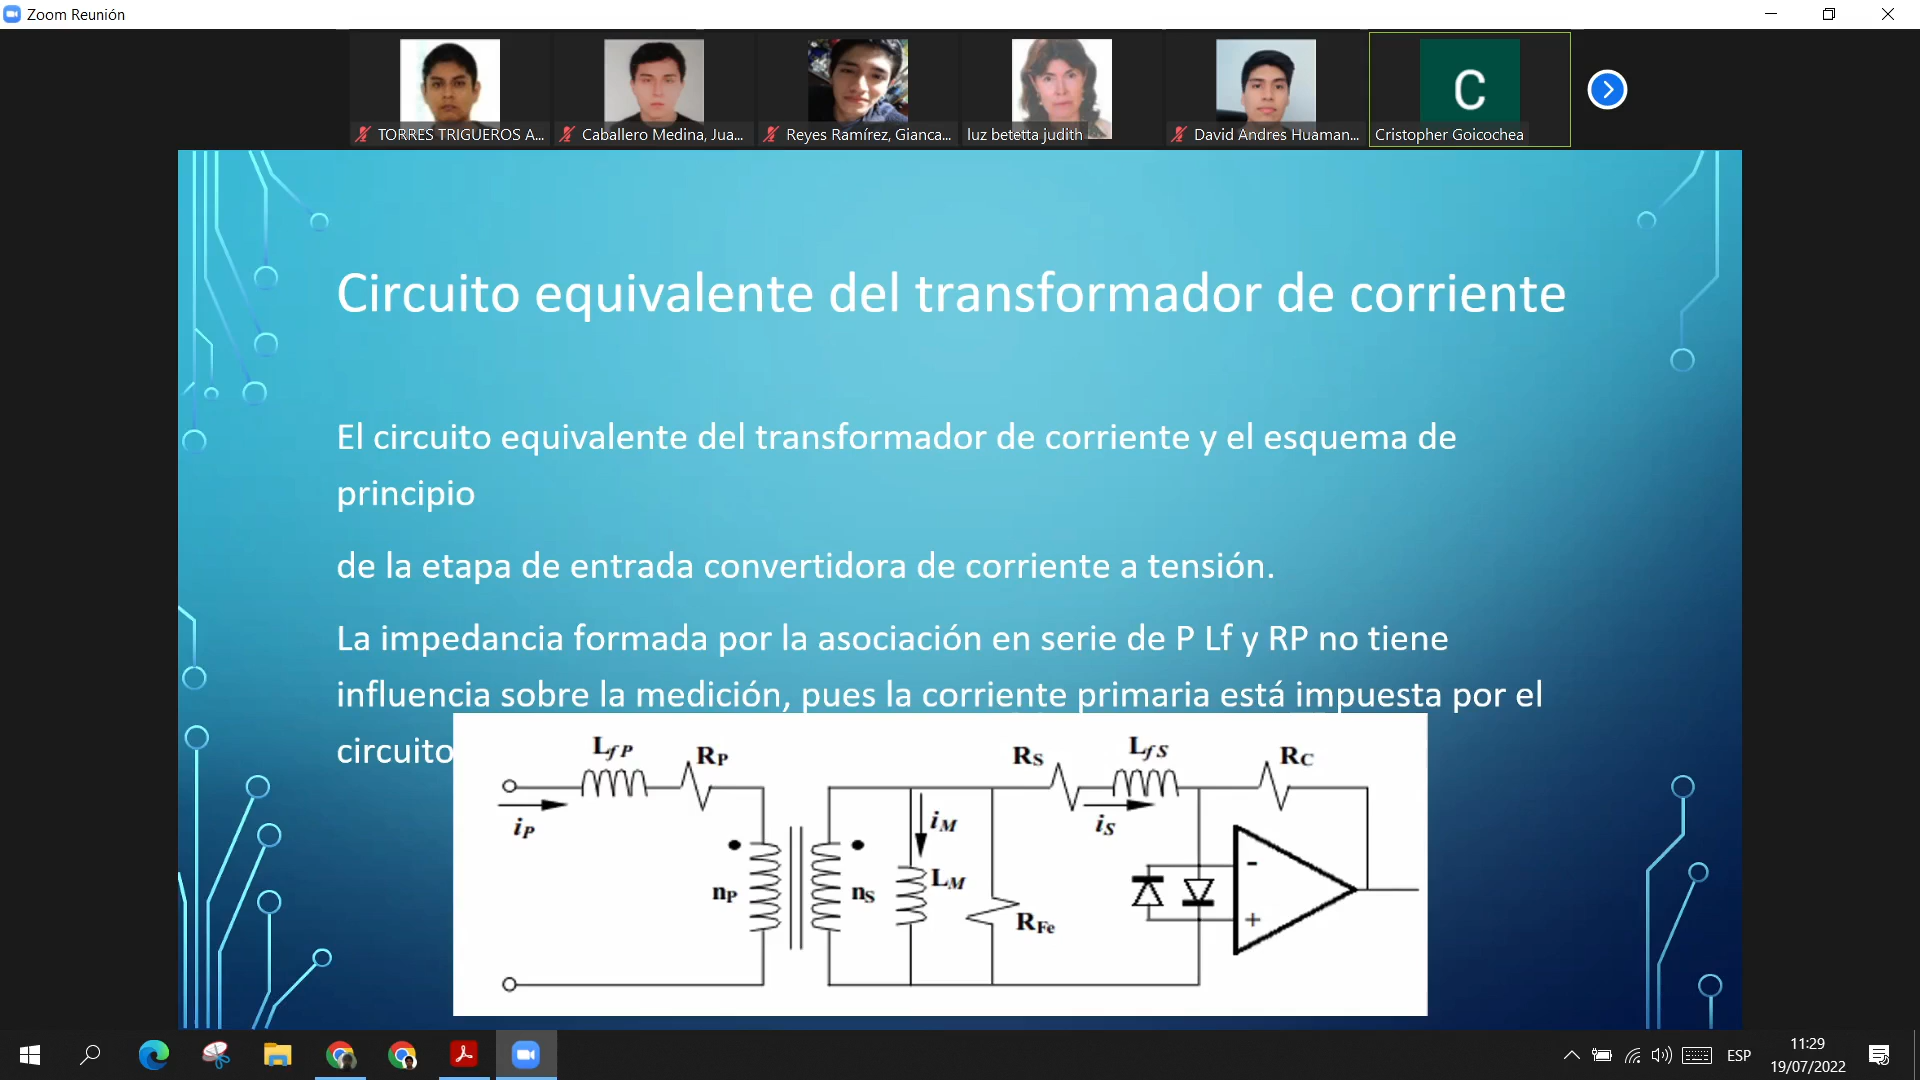 Zoom Reunión
TORRES TRIGUEROS A...
Caballero Medina, Jua...
Reyes Ramírez, Gianca...
luz betetta judith
David Andres Huaman...
C
Cristopher Goicochea
Circuito equivalente del transformador de corriente
El circuito equivalente del transformador de corriente y el esquema de
principio
de la etapa de entrada convertidora de corriente a tensión.
La impedancia formada por la asociación en serie de P Lf y RP no tiene
influencia sobre la medición, pues la corriente primaria está impuesta por el
circuito
LfP
RP
iP
nP
nS
iM
LM
RFe
RS
LfS
iS
RC
-
+
ESP
11:29
19/07/2022